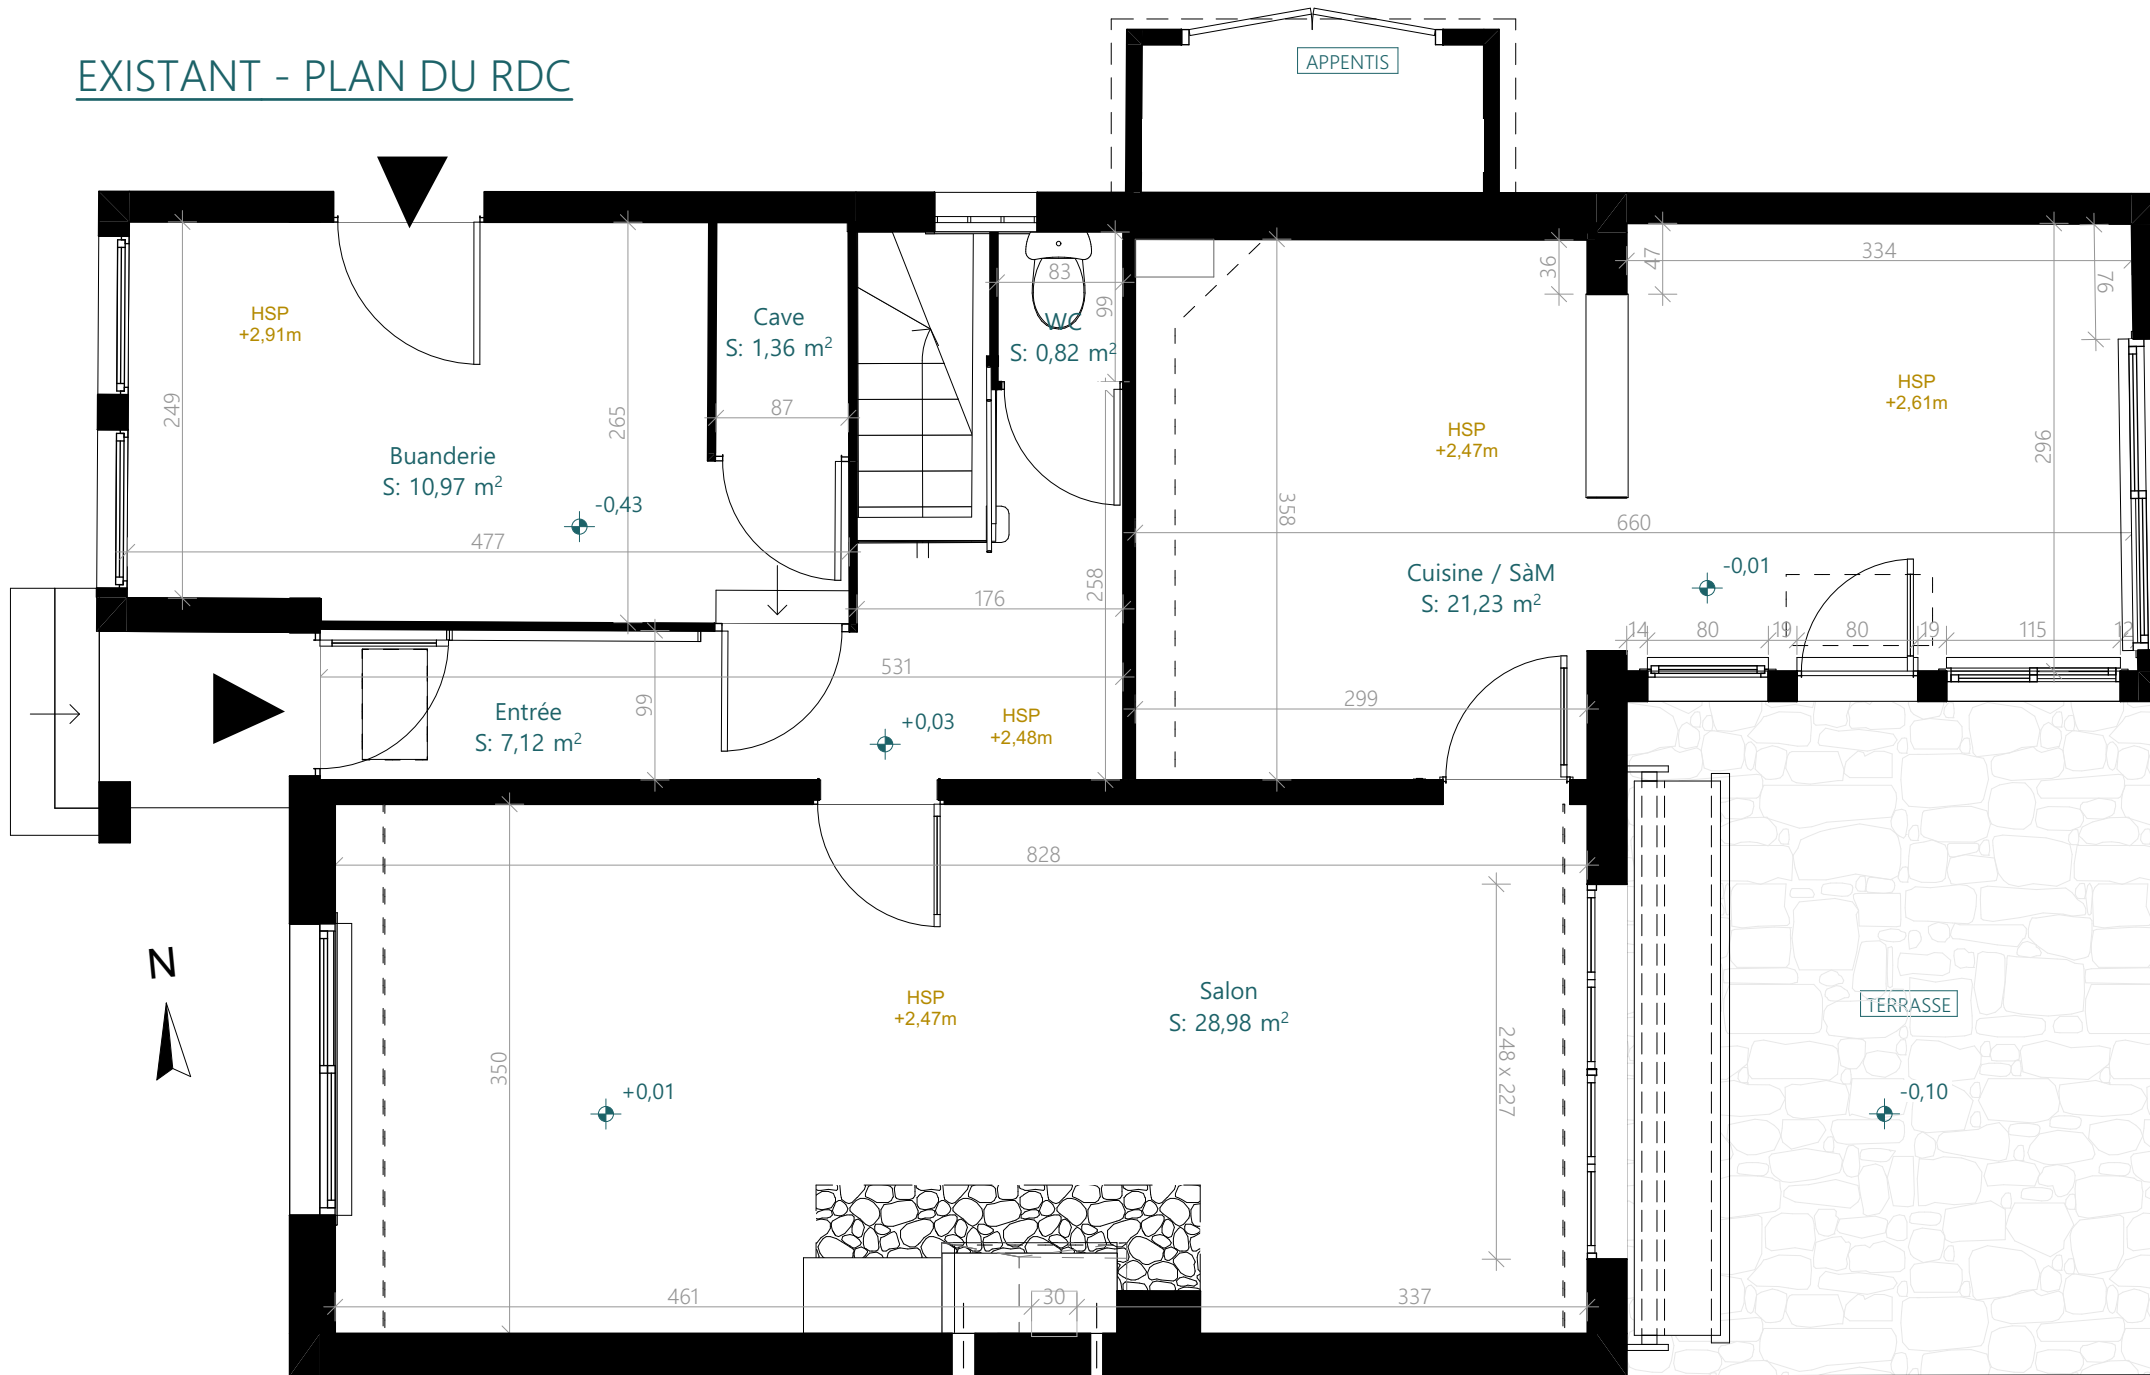 EXISTANT - PLAN DU RDC
APPENTIS
HSP
+2,91m
249
265
Buanderie
S: 10,97 m²
-0,43
477
Cave
S: 1,36 m²
87
83
99
WC
S: 0,82 m²
258
176
36
47
334
76
HSP
+2,47m
HSP
+2,61m
358
296
660
Cuisine / SàM
S: 21,23 m²
-0,01
14
80
19
80
19
115
12
299
531
99
Entrée
S: 7,12 m²
+0,03
HSP
+2,48m
828
N
350
HSP
+2,47m
Salon
S: 28,98 m²
+0,01
248 x 227
461
30
337
TERRASSE
-0,10